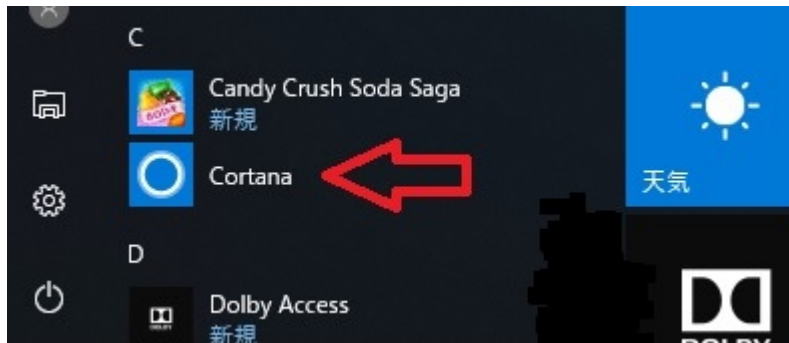 C
Candy Crush Soda Saga
新規
Cortana
D
Dolby Access
新規
天気